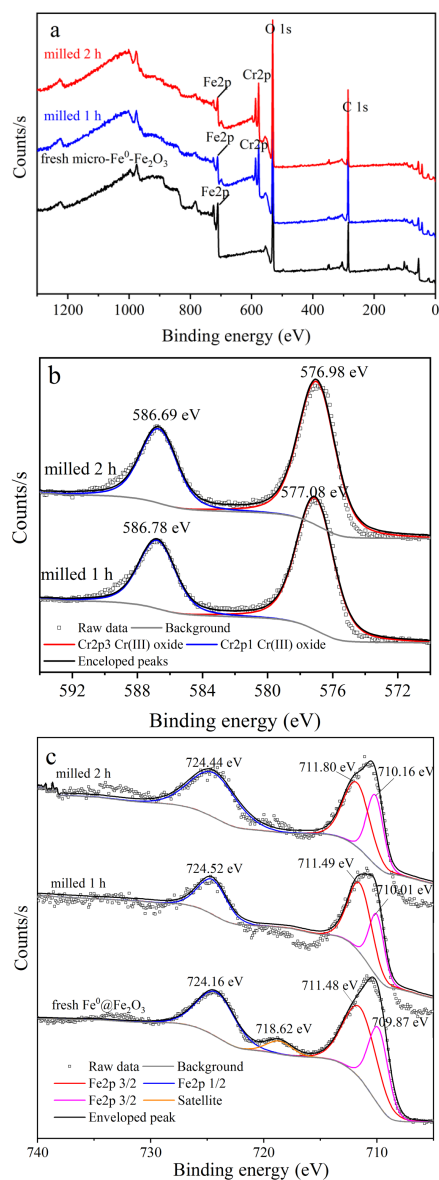 a
O 1s
milled 2 h
Fe2p
Cr2p
C 1s
milled 1 h
Fe2p
Cr2p
fresh micro-Fe⁰-Fe₂O₃
Fe2p
Counts/s
1200 1000 800 600 400 200 0
Binding energy (eV)
b
576.98 eV
586.69 eV
milled 2 h
577.08 eV
586.78 eV
milled 1 h
Counts/s
Raw data Background
Cr2p3 Cr(III) oxide Cr2p1 Cr(III) oxide
Enceloped peaks
592 588 584 580 576 572
Binding energy (eV)
c
724.44 eV
711.80 eV
710.16 eV
milled 2 h
724.52 eV
711.49 eV
710.01 eV
milled 1 h
724.16 eV
711.48 eV
709.87 eV
fresh Fe⁰@Fe₂O₃
718.62 eV
Counts/s
Raw data Background
Fe2p 3/2 Fe2p 1/2
Fe2p 3/2 Satellite
Enveloped peak
740 735 730 725 720 715 710 705
Binding energy (eV)